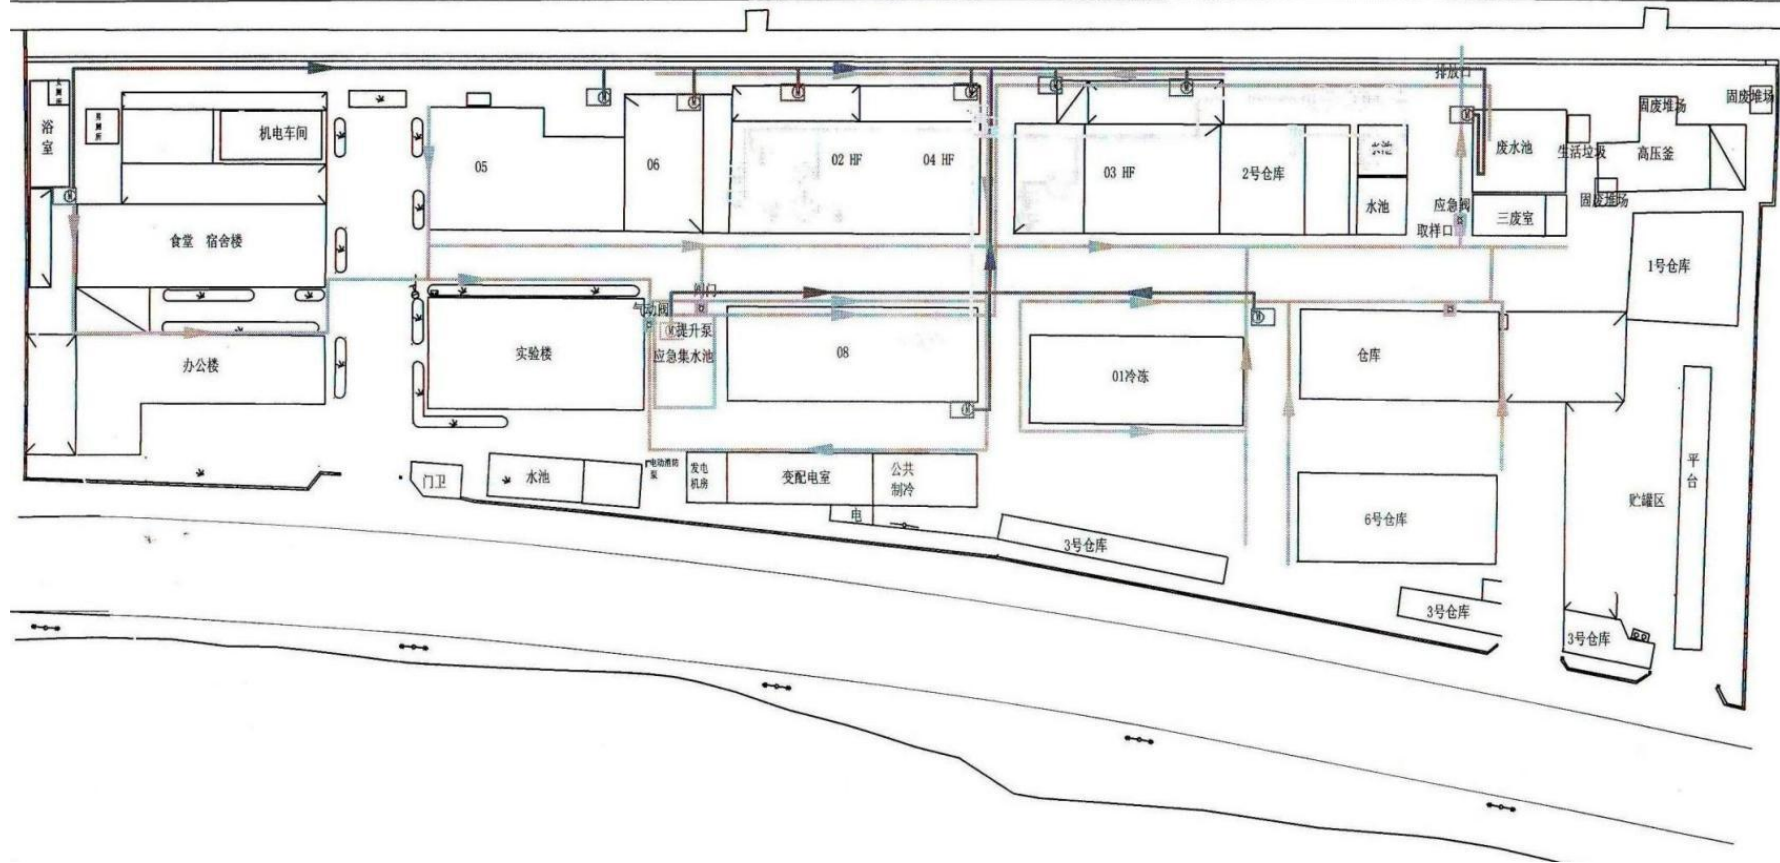 排放口
固废堆场
固废堆场
浴室
机电车间
05
06
02 HF
04 HF
03 HF
2号仓库
水池
废水池
生活垃圾
高压釜
应急阀
取样口
三废室
固废堆场
食堂 宿舍楼
1号仓库
气动阀
阀门
提升泵
应急集水池
办公楼
实验楼
08
01冷冻
仓库
门卫
水池
电动消防泵
发电机房
变配电室
公共制冷
电
3号仓库
6号仓库
贮罐区
平台
3号仓库
3号仓库